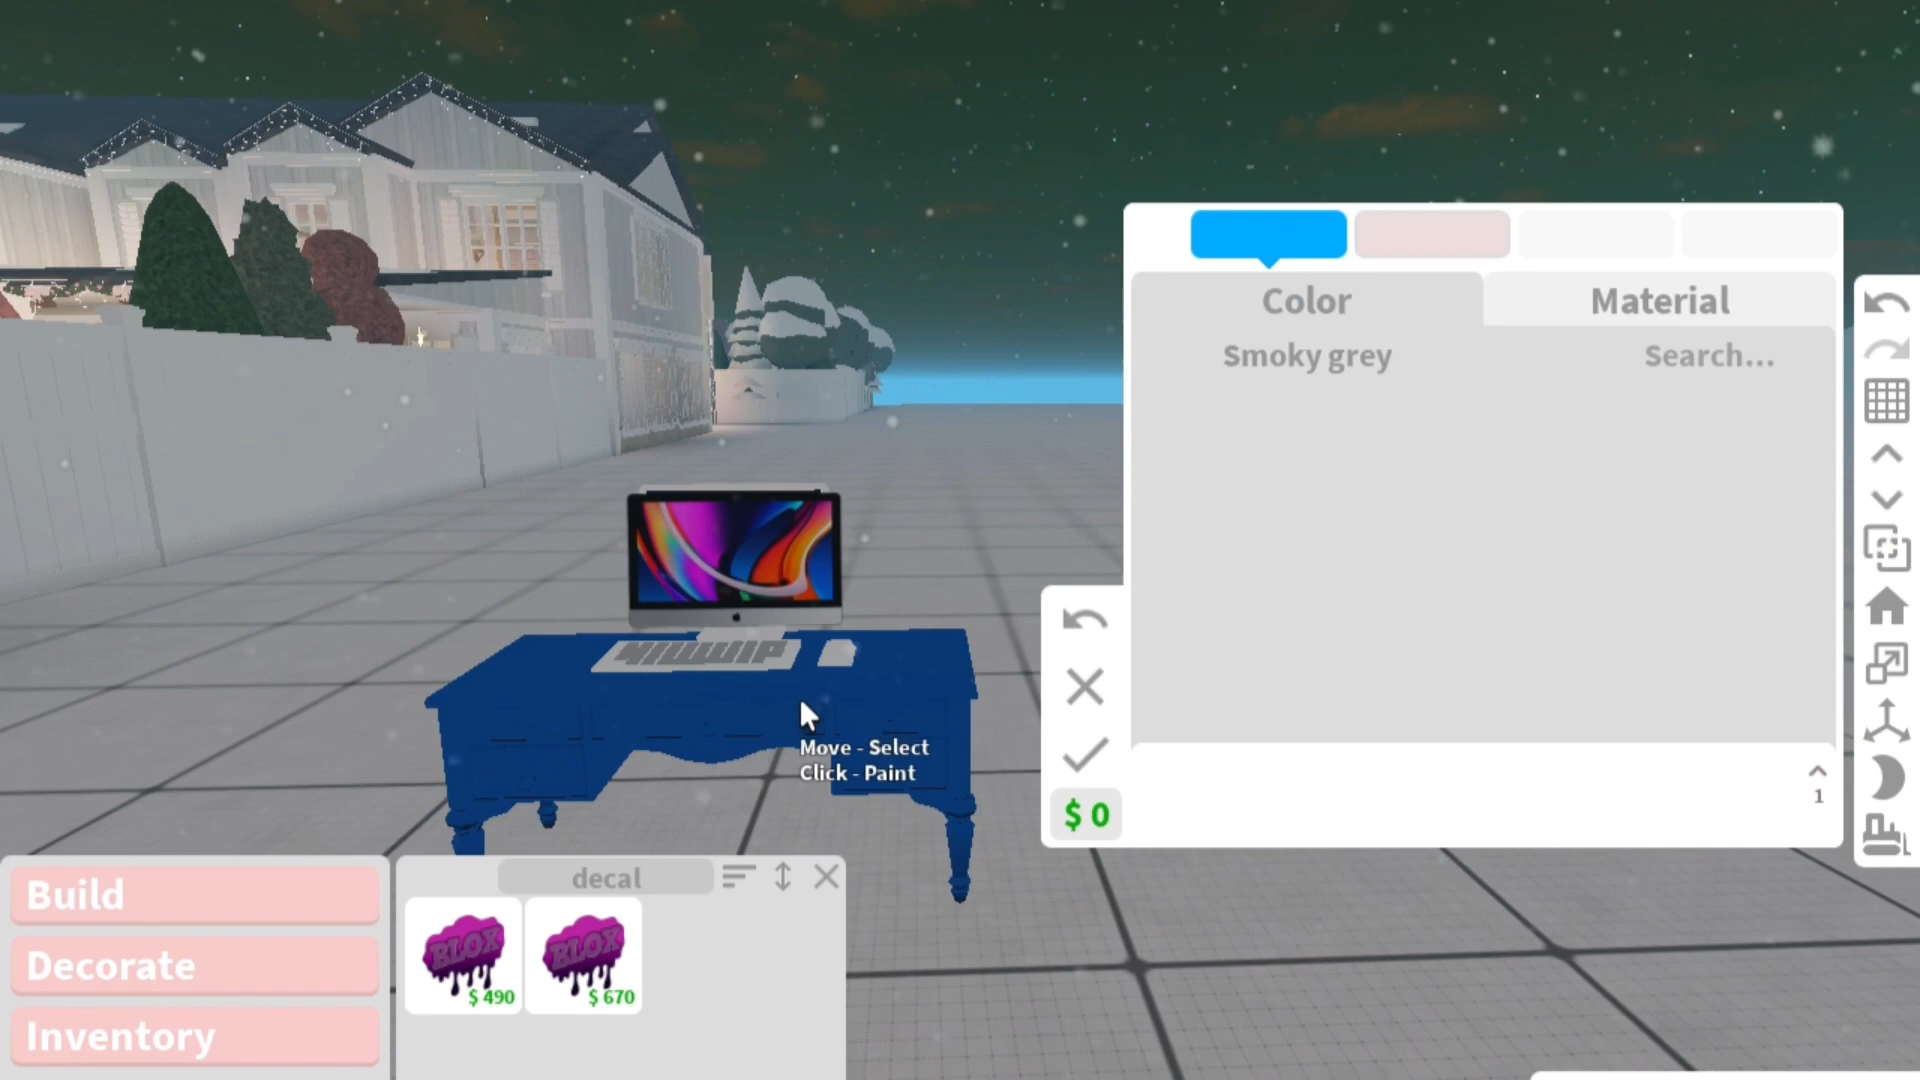 Color
Material
Smoky grey
Search...
Move - Select
Click - Paint
1
$ 0
Build
decal
BLOX
$ 490
BLOX
$ 670
Decorate
Inventory